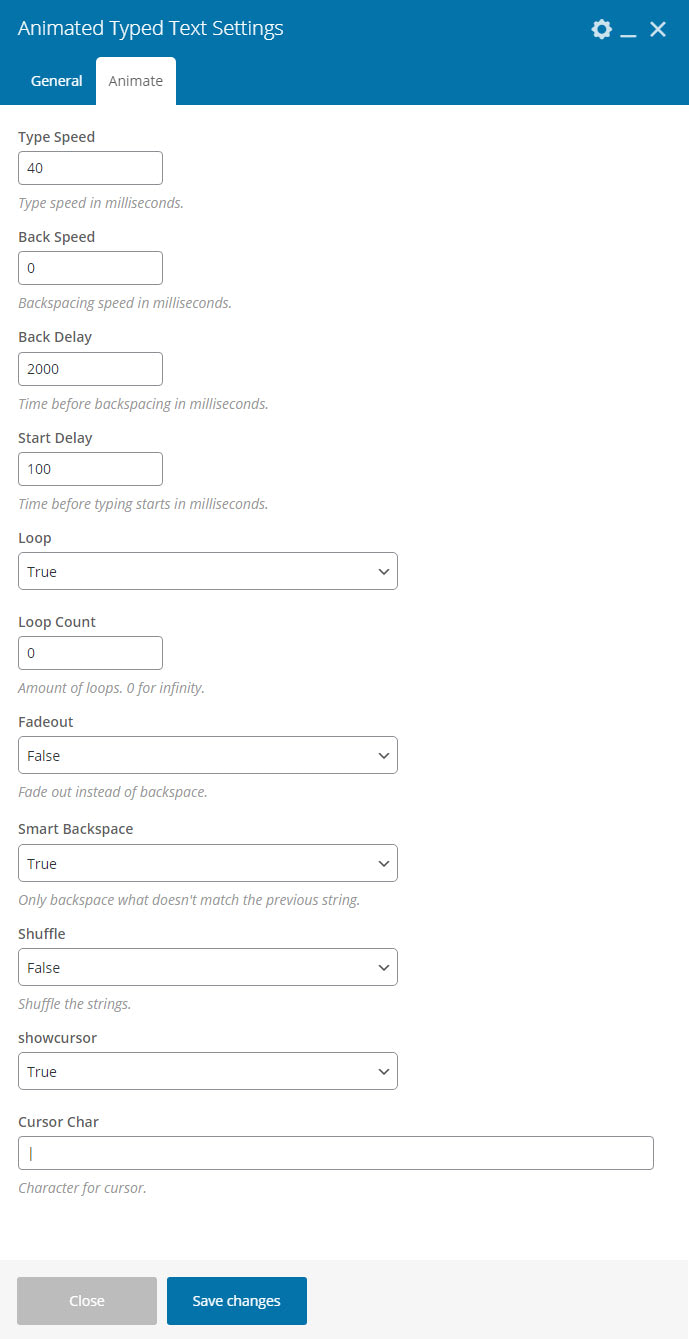 Animated Typed Text Settings
General Animate
Type Speed
40
Type speed in milliseconds.
Back Speed
0
Backspacing speed in milliseconds.
Back Delay
2000
Time before backspacing in milliseconds.
Start Delay
100
Time before typing starts in milliseconds.
Loop
True
Loop Count
0
Amount of loops. 0 for infinity.
Fadeout
False
Fade out instead of backspace.
Smart Backspace
True
Only backspace what doesn't match the previous string.
Shuffle
False
Shuffle the strings.
showcursor
True
Cursor Char
|
Character for cursor.
Close Save changes